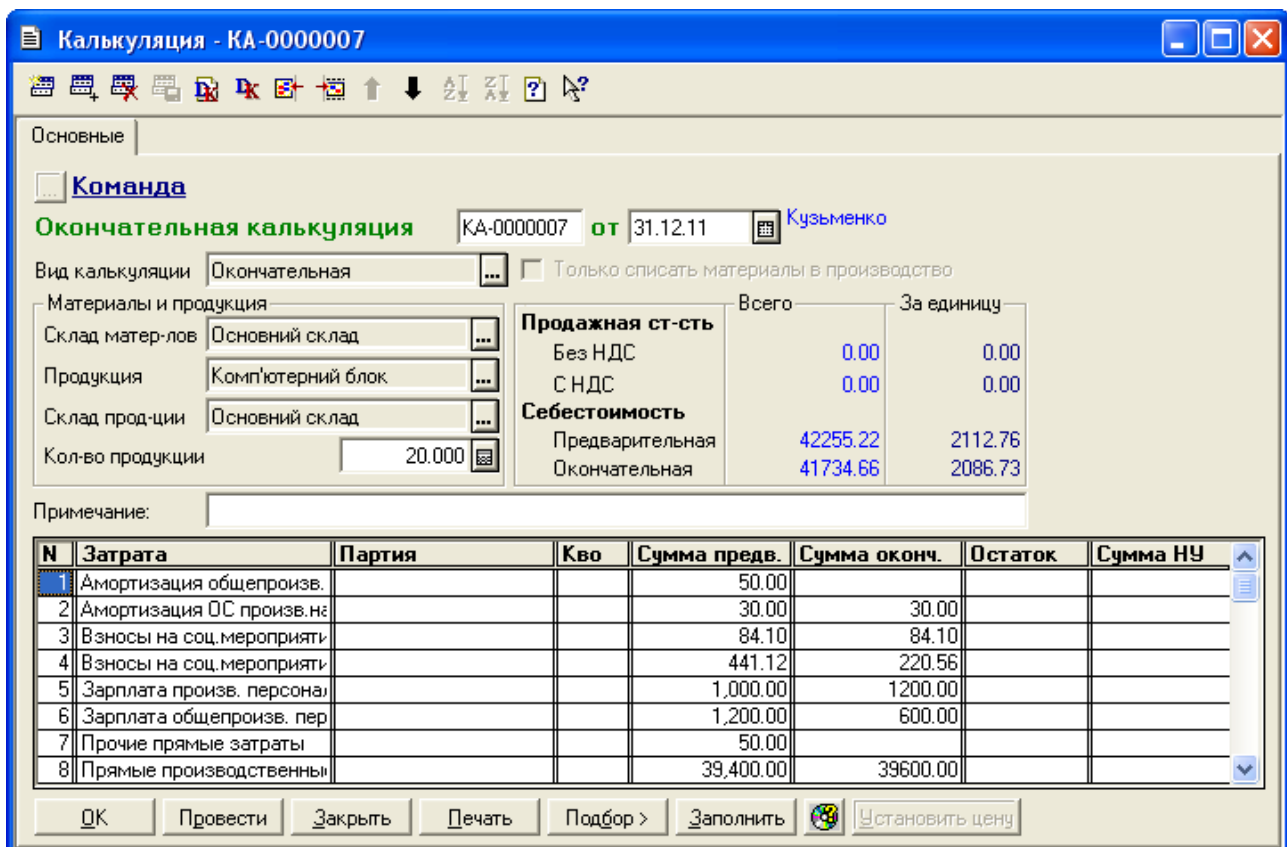 Калькуляция - КА-0000007
Основные
... Команда
Окончательная калькуляция КА-0000007 от 31.12.11 Кузьменко
Вид калькуляции Окончательная ... Только списать материалы в производство
Материалы и продукция Всего За единицу
Склад матер-лов Основний склад ... Продажная ст-сть
Без НДС 0.00 0.00
Продукция Комп'ютерний блок ... С НДС 0.00 0.00
Склад прод-ции Основний склад ... Себестоимость
Предварительная 42255.22 2112.76
Кол-во продукции 20.000 Окончательная 41734.66 2086.73
Примечание:
N Затрата Партия Кво Сумма предв. Сумма оконч. Остаток Сумма НУ
1 Амортизация общепроизв. 50.00
2 Амортизация ОС произв.на 30.00 30.00
3 Взносы на соц.мероприяти 84.10 84.10
4 Взносы на соц.мероприяти 441.12 220.56
5 Зарплата произв. персонал 1,000.00 1200.00
6 Зарплата общепроизв. пер 1,200.00 600.00
7 Прочие прямые затраты 50.00
8 Прямые производственны 39,400.00 39600.00
OK Провести Закрыть Печать Подбор > Заполнить Установить цену